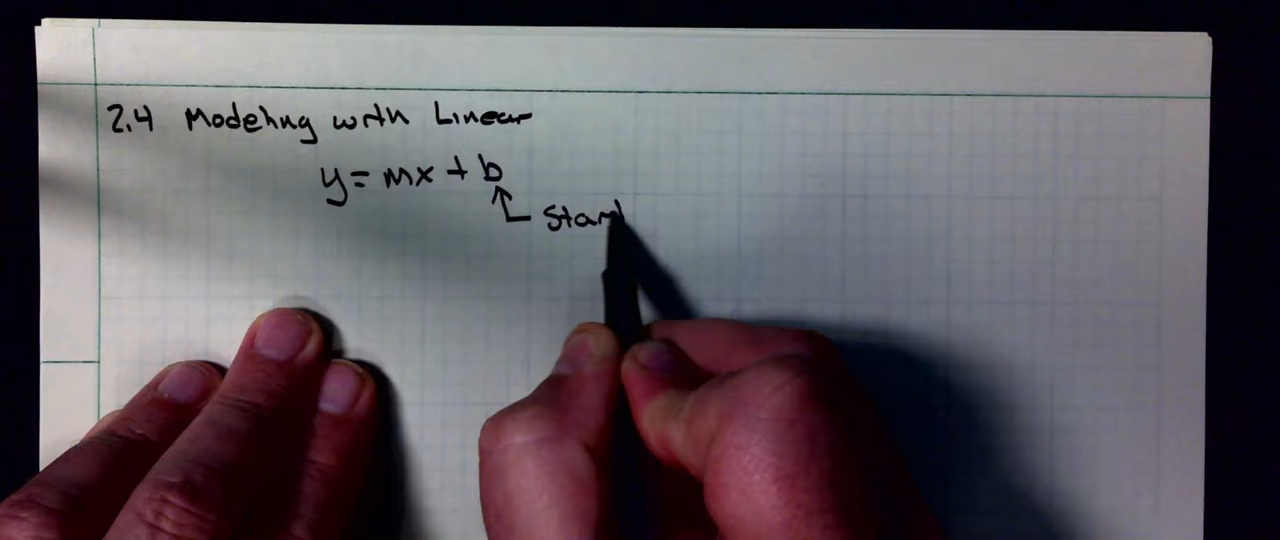 2.4 Modeling with Linear
y = mx + b
Start